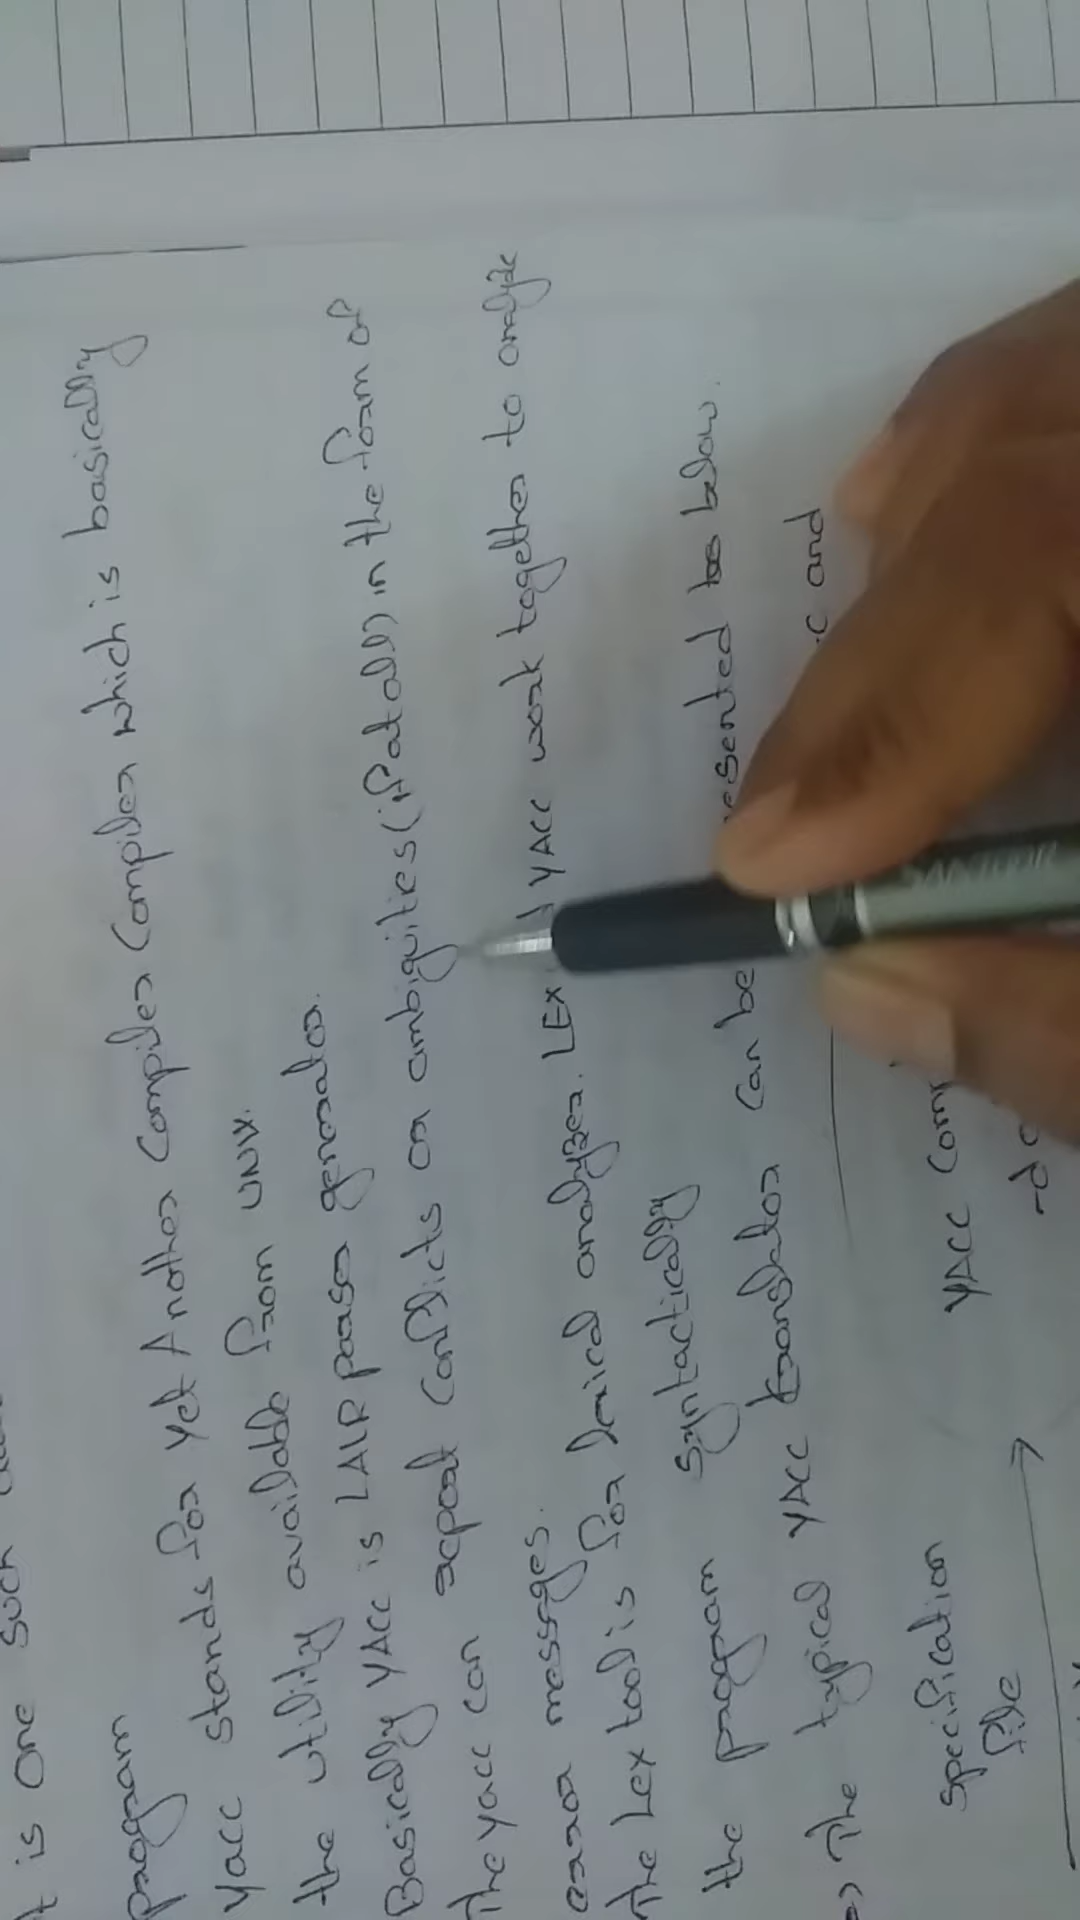 t is one such
program
Yacc stands for Yet Another Compiler Compiler which is basically
the utility available from UNIX.
Basically YACC is LALR parser generator.
The yacc can report conflicts or ambiguities (if at all) in the form of
error messages.
The Lex tool is for lexical analyzer. LEX YACC work together to analyze
the program syntactically
The typical YACC translator can be esented as below.
.c and
specification
file
YACC Comp
-d